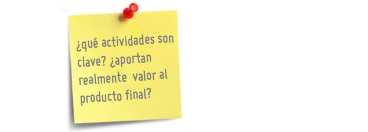 ¿qué actividades son
clave? ¿aportan
realmente valor al
producto final?